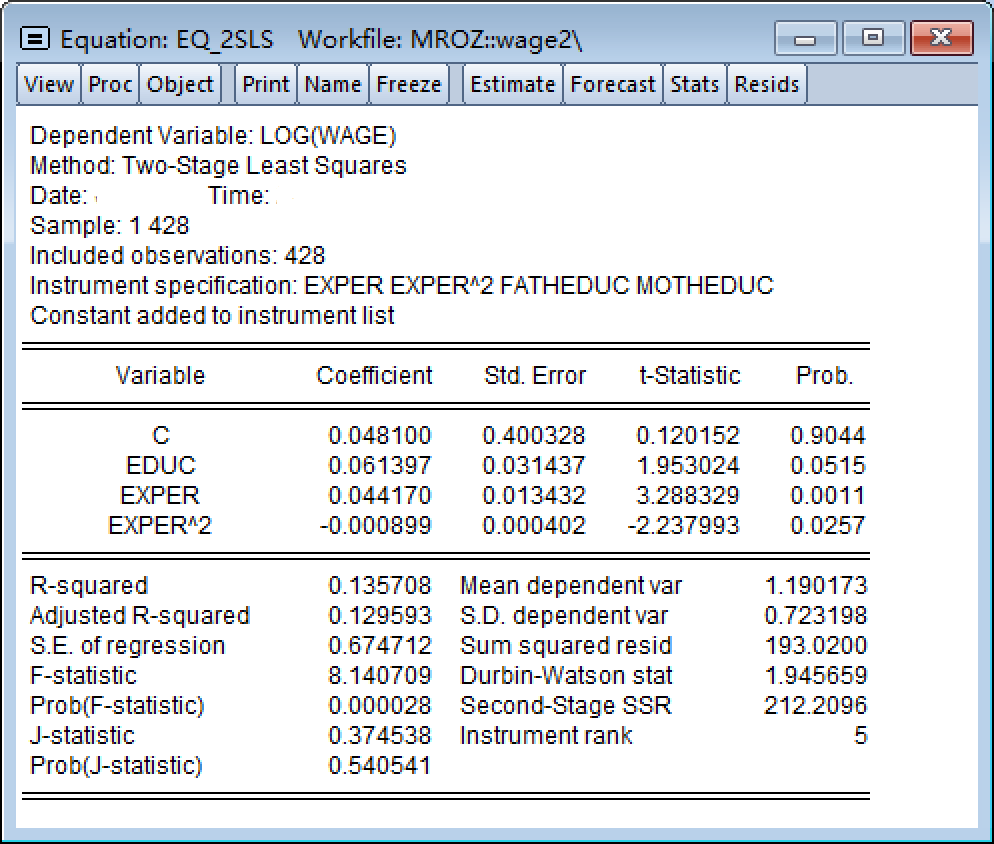 Equation: EQ_2SLS Workfile: MROZ::wage2\
View Proc Object Print Name Freeze Estimate Forecast Stats Resids
Dependent Variable: LOG(WAGE)
Method: Two-Stage Least Squares
Date: Time:
Sample: 1 428
Included observations: 428
Instrument specification: EXPER EXPER^2 FATHEDUC MOTHEDUC
Constant added to instrument list
Variable Coefficient Std. Error t-Statistic Prob.
C 0.048100 0.400328 0.120152 0.9044
EDUC 0.061397 0.031437 1.953024 0.0515
EXPER 0.044170 0.013432 3.288329 0.0011
EXPER^2 -0.000899 0.000402 -2.237993 0.0257
R-squared 0.135708 Mean dependent var 1.190173
Adjusted R-squared 0.129593 S.D. dependent var 0.723198
S.E. of regression 0.674712 Sum squared resid 193.0200
F-statistic 8.140709 Durbin-Watson stat 1.945659
Prob(F-statistic) 0.000028 Second-Stage SSR 212.2096
J-statistic 0.374538 Instrument rank 5
Prob(J-statistic) 0.540541